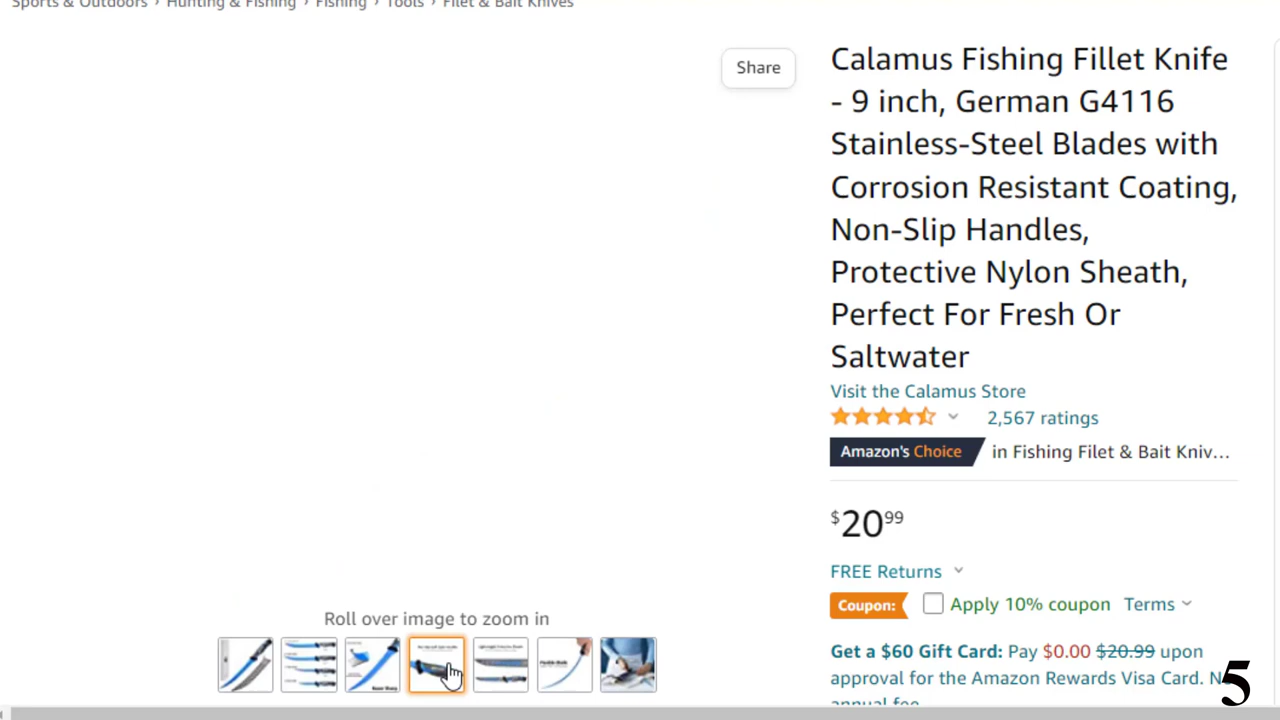 Sports & Outdoors › Hunting & Fishing › Fishing › Tools › Filet & Bait Knives
Share
Calamus Fishing Fillet Knife
- 9 inch, German G4116
Stainless-Steel Blades with
Corrosion Resistant Coating,
Non-Slip Handles,
Protective Nylon Sheath,
Perfect For Fresh Or
Saltwater
Visit the Calamus Store
2,567 ratings
Amazon's Choice in Fishing Filet & Bait Kniv...
$2099
FREE Returns
Coupon: Apply 10% coupon Terms
Roll over image to zoom in
Get a $60 Gift Card: Pay $0.00 $20.99 upon
approval for the Amazon Rewards Visa Card.
annual fee
5